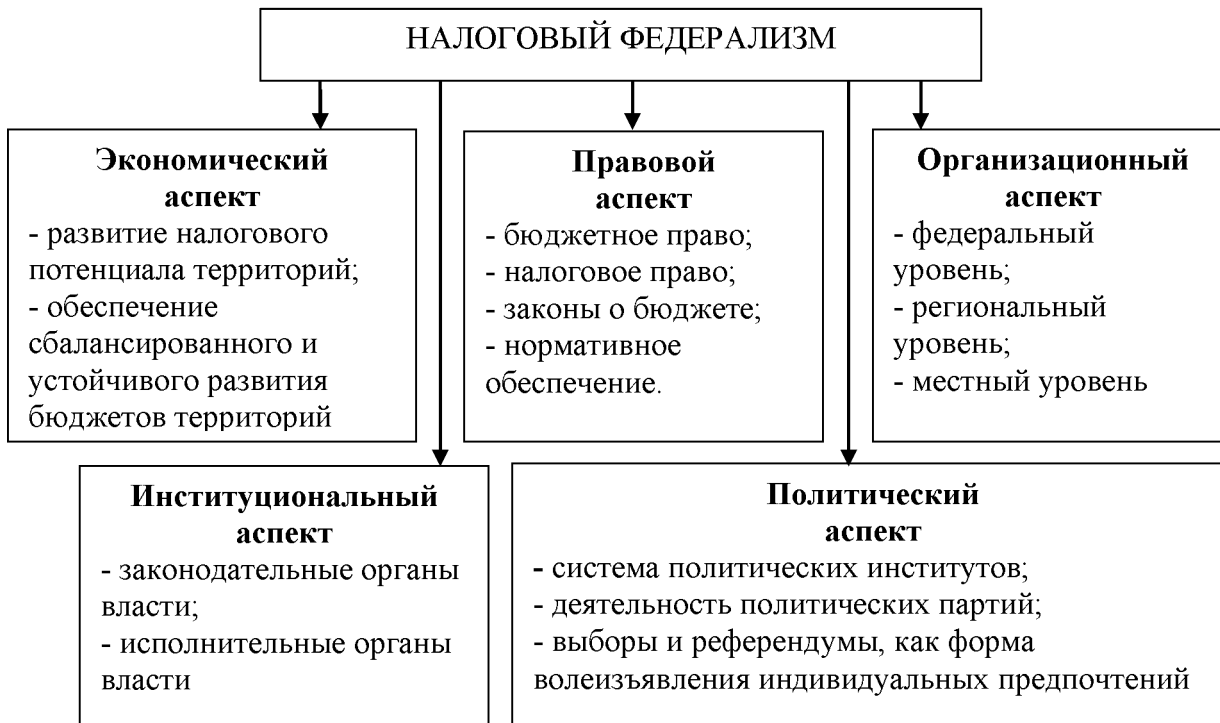 НАЛОГОВЫЙ ФЕДЕРАЛИЗМ
Экономический
аспект
- развитие налогового
потенциала территорий;
- обеспечение
сбалансированного и
устойчивого развития
бюджетов территорий
Правовой
аспект
- бюджетное право;
- налоговое право;
- законы о бюджете;
- нормативное
обеспечение.
Организационный
аспект
- федеральный
уровень;
- региональный
уровень;
- местный уровень
Институциональный
аспект
- законодательные органы
власти;
- исполнительные органы
власти
Политический
аспект
- система политических институтов;
- деятельность политических партий;
- выборы и референдумы, как форма
волеизъявления индивидуальных предпочтений